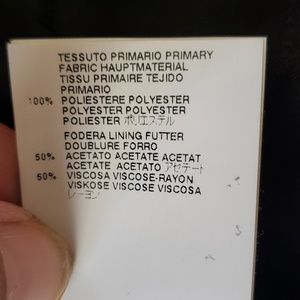 TESSUTO PRIMARIO PRIMARY
FABRIC HAUPTMATERIAL
TISSU PRIMAIRE TEJIDO
PRIMARIO
100% POLIESTERE POLYESTER
POLYESTER POLYESTER
POLIESTER ポリエステル
FODERA LINING FUTTER
DOUBLURE FORRO
50% ACETATO ACETATE ACETAT
ACETATE ACETATO アセテート
50% VISCOSA VISCOSE-RAYON
VISKOSE VISCOSE VISCOSA
レーヨン